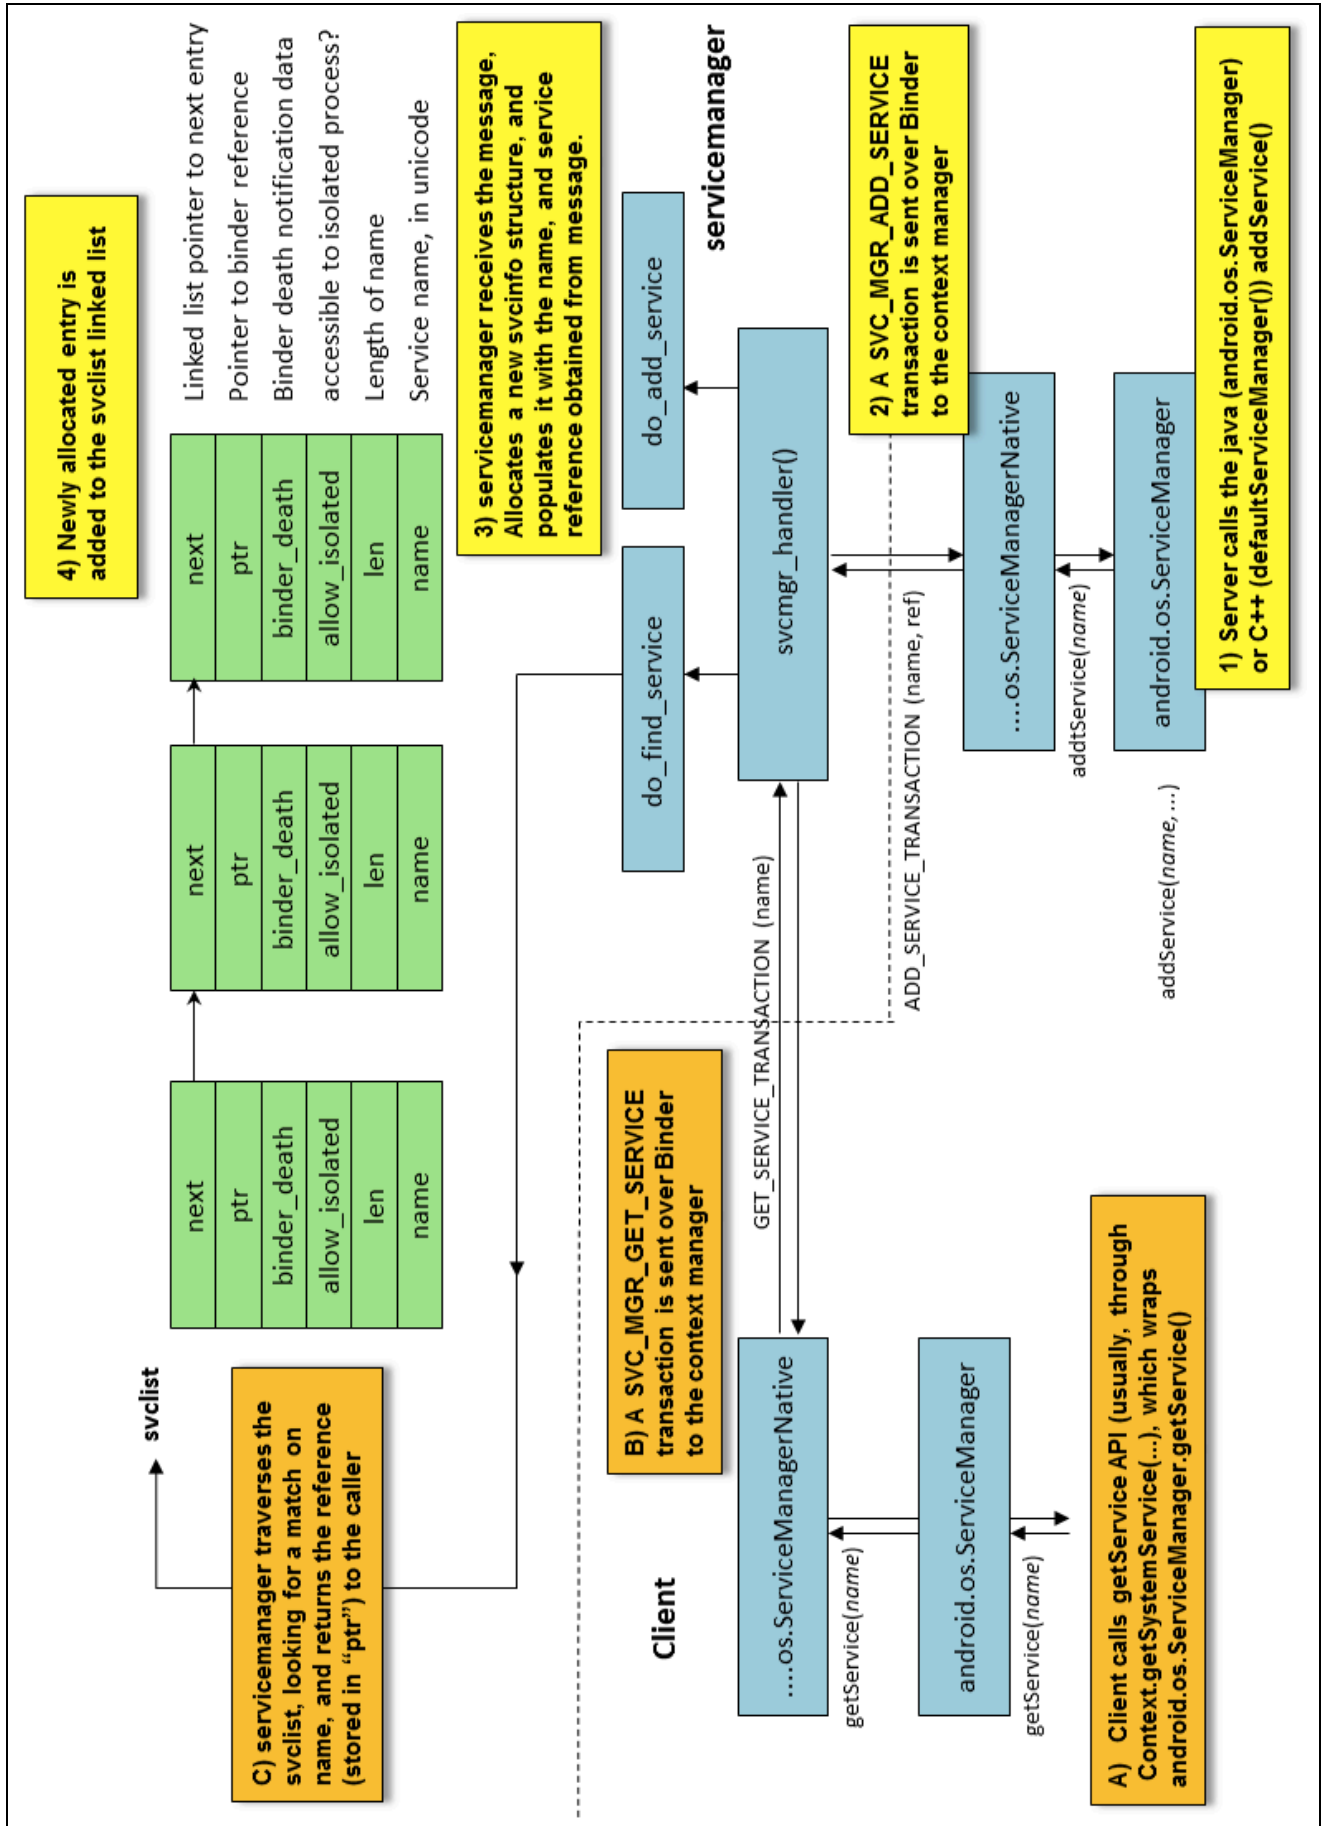 4) Newly allocated entry is
added to the svclist linked list
svclist
next
ptr
binder_death
allow_isolated
len
name
next
ptr
binder_death
allow_isolated
len
name
next
ptr
binder_death
allow_isolated
len
name
Linked list pointer to next entry
Pointer to binder reference
Binder death notification data
accessible to isolated process?
Length of name
Service name, in unicode
C) servicemanager traverses the
svclist, looking for a match on
name, and returns the reference
(stored in “ptr”) to the caller
3) servicemanager receives the message,
Allocates a new svcinfo structure, and
populates it with the name, and service
reference obtained from message.
do_find_service
do_add_service
servicemanager
B) A SVC_MGR_GET_SERVICE
transaction is sent over Binder
to the context manager
Client
GET_SERVICE_TRANSACTION (name)
svcmgr_handler()
....os.ServiceManagerNative
getService(name)
android.os.ServiceManager
getService(name)
A) Client calls getService API (usually, through
Context.getSystemService(...), which wraps
android.os.ServiceManager.getService()
2) A SVC_MGR_ADD_SERVICE
transaction is sent over Binder
to the context manager
ADD_SERVICE_TRANSACTION (name, ref)
....os.ServiceManagerNative
addtService(name)
android.os.ServiceManager
addService(name, ...)
1) Server calls the java (android.os.ServiceManager)
or C++ (defaultServiceManager()) addService()